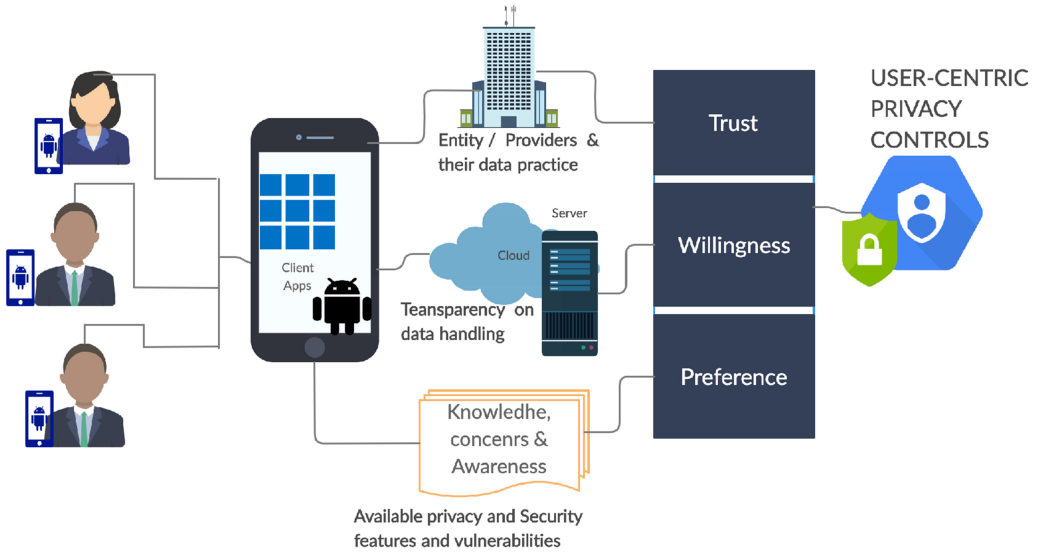 Entity / Providers &
their data practice
USER-CENTRIC
PRIVACY
CONTROLS
Trust
Client
Apps
Cloud
Server
Teansparency on
data handling
Willingness
Knowledhe,
concenrs &
Awareness
Preference
Available privacy and Security
features and vulnerabilities